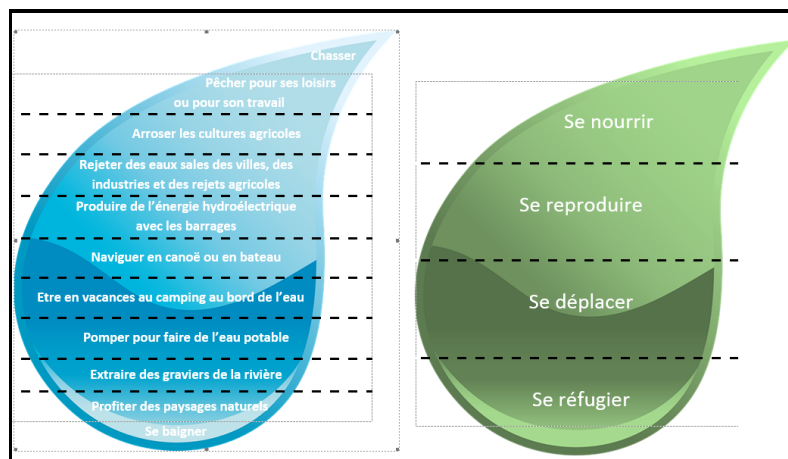 Chasser
Pêcher pour ses loisirs
ou pour son travail
Arroser les cultures agricoles
Rejeter des eaux sales des villes, des
industries et des rejets agricoles
Produire de l’énergie hydroélectrique
avec les barrages
Naviguer en canoë ou en bateau
Etre en vacances au camping au bord de l’eau
Pomper pour faire de l’eau potable
Extraire des graviers de la rivière
Profiter des paysages naturels
Se baigner
Se nourrir
Se reproduire
Se déplacer
Se réfugier